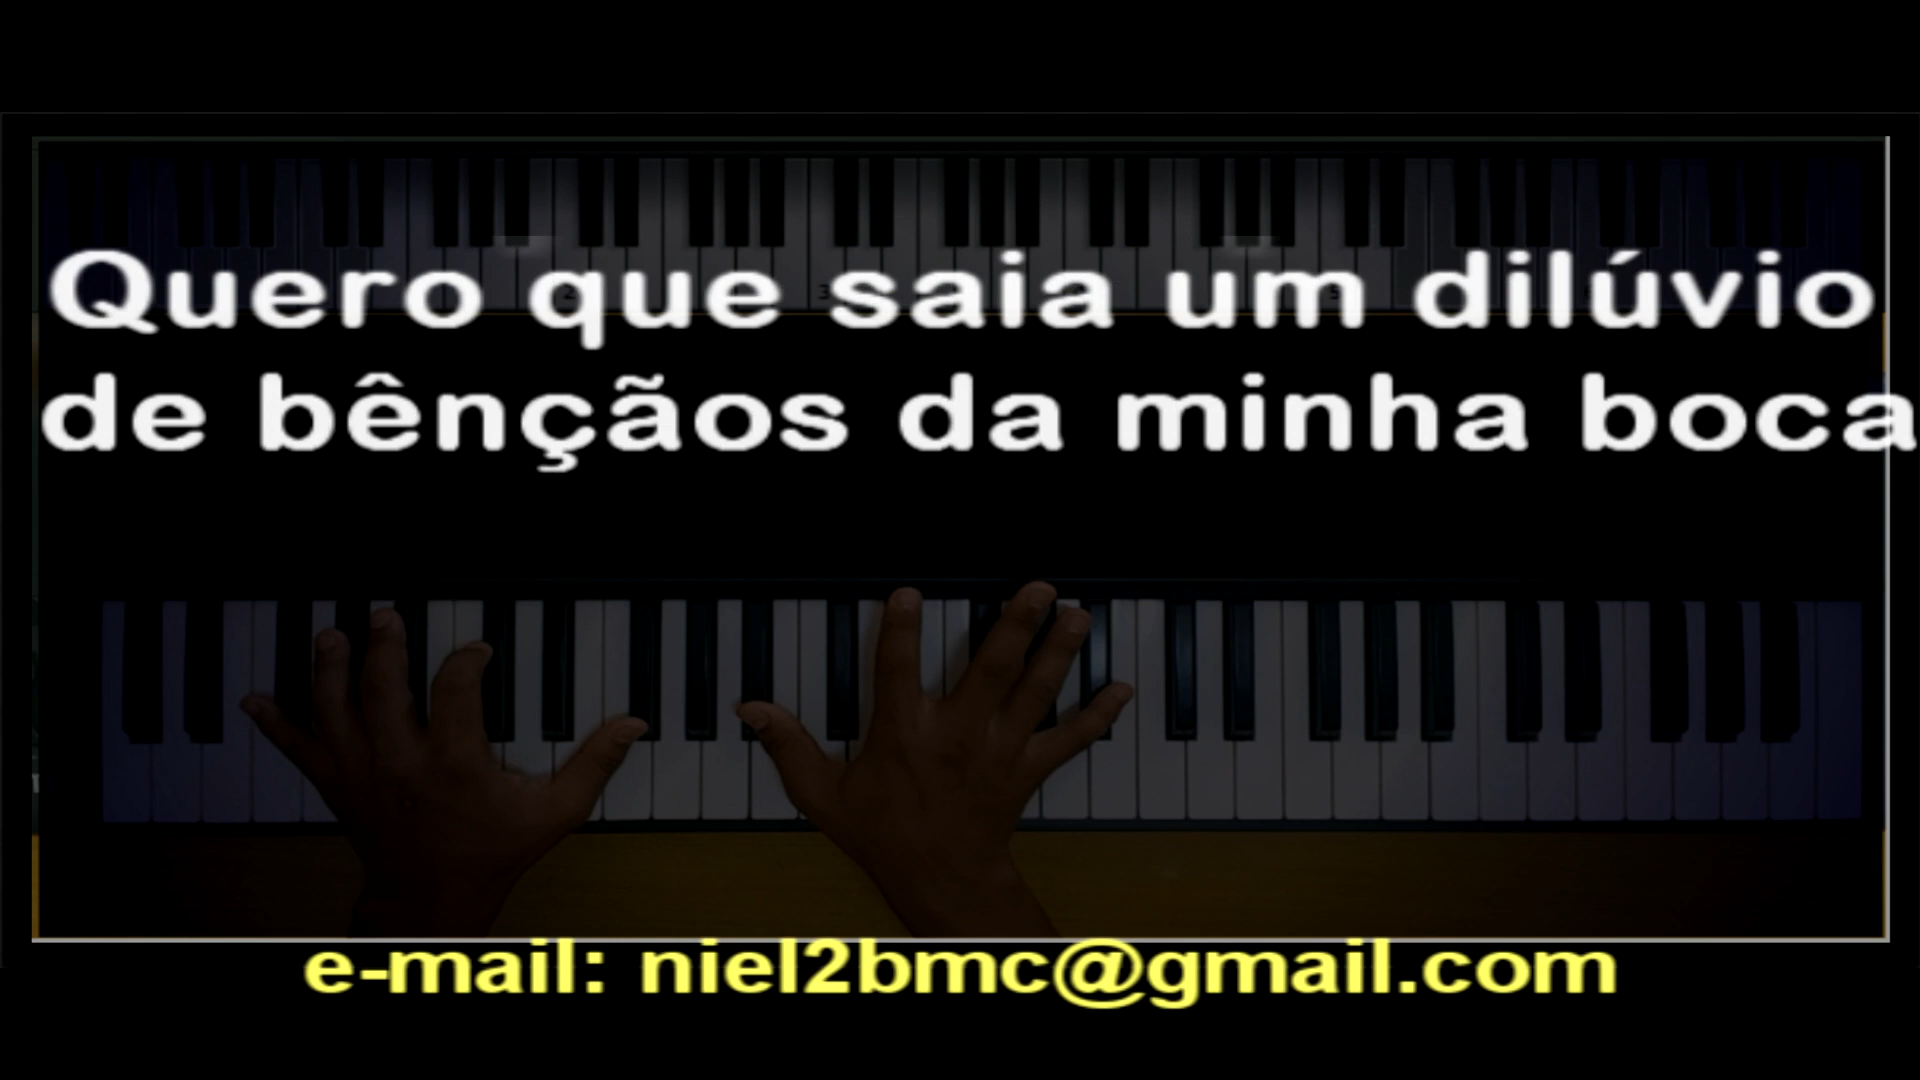 Quero que saia um dilúvio
de bênçãos da minha boca
e-mail: niel2bmc@gmail.com